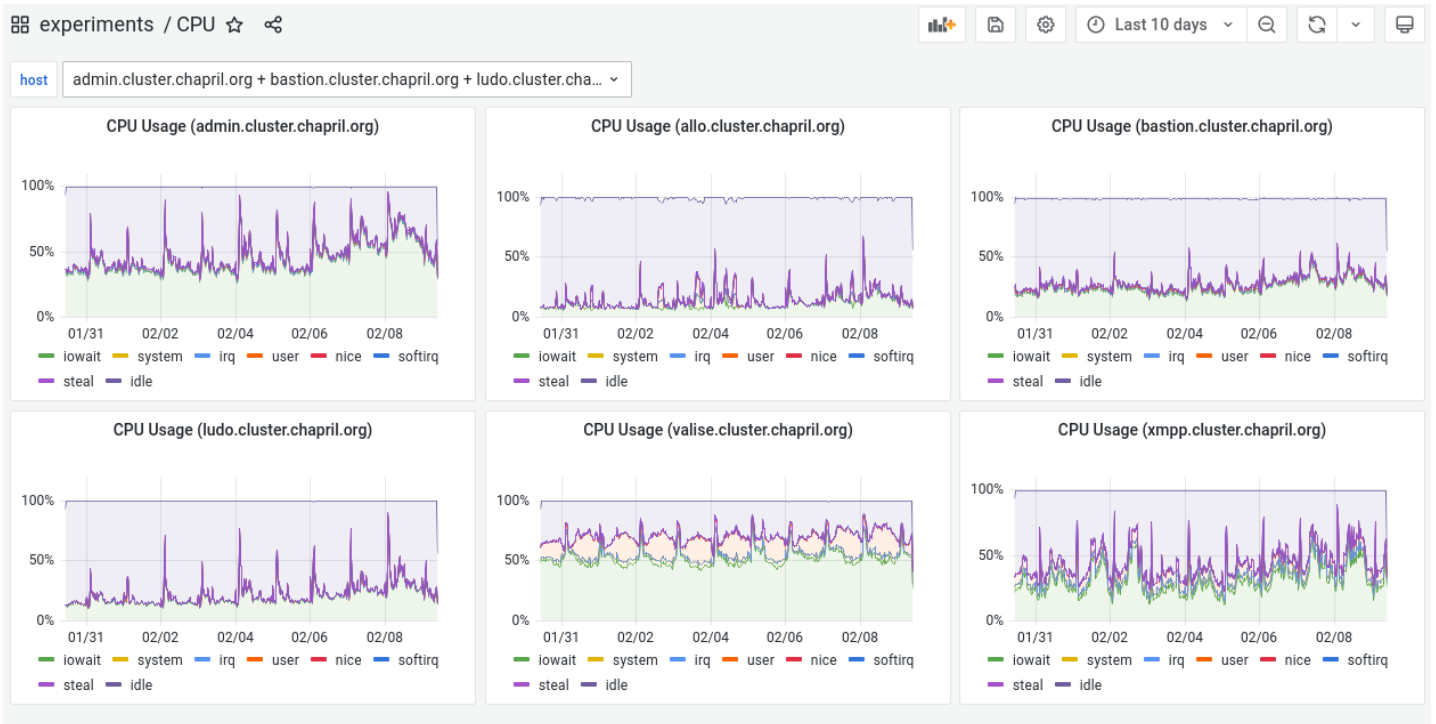 experiments / CPU
Last 10 days
host admin.cluster.chapril.org + bastion.cluster.chapril.org + ludo.cluster.cha...
CPU Usage (admin.cluster.chapril.org)
100%
50%
0%
01/31 02/02 02/04 02/06 02/08
iowait system irq user nice softirq
steal idle
CPU Usage (allo.cluster.chapril.org)
100%
50%
0%
01/31 02/02 02/04 02/06 02/08
iowait system irq user nice softirq
steal idle
CPU Usage (bastion.cluster.chapril.org)
100%
50%
0%
01/31 02/02 02/04 02/06 02/08
iowait system irq user nice softirq
steal idle
CPU Usage (ludo.cluster.chapril.org)
100%
50%
0%
01/31 02/02 02/04 02/06 02/08
iowait system irq user nice softirq
steal idle
CPU Usage (valise.cluster.chapril.org)
100%
50%
0%
01/31 02/02 02/04 02/06 02/08
iowait system irq user nice softirq
steal idle
CPU Usage (xmpp.cluster.chapril.org)
100%
50%
0%
01/31 02/02 02/04 02/06 02/08
iowait system irq user nice softirq
steal idle